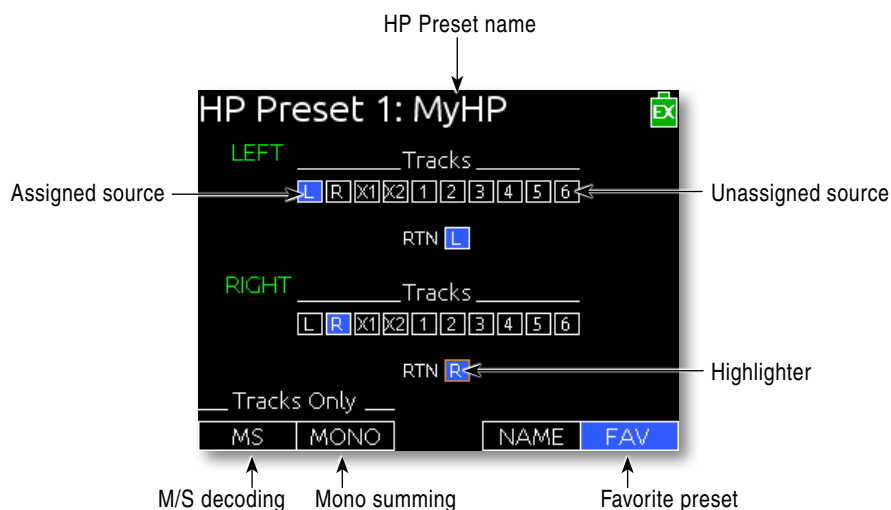 HP Preset name
HP Preset 1: MyHP
EX
LEFT
Tracks
Assigned source
L R X1 X2 1 2 3 4 5 6
Unassigned source
RTN L
RIGHT
Tracks
L R X1 X2 1 2 3 4 5 6
RTN R
Highlighter
Tracks Only
MS MONO NAME FAV
M/S decoding Mono summing Favorite preset